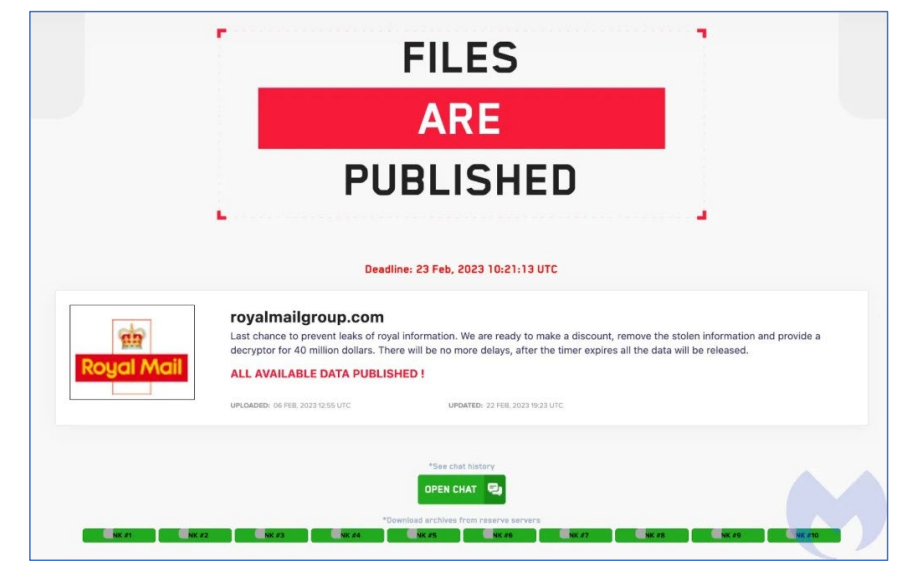 FILES
ARE
PUBLISHED
Deadline: 23 Feb, 2023 10:21:13 UTC
Royal Mail
royalmailgroup.com
Last chance to prevent leaks of royal information. We are ready to make a discount, remove the stolen information and provide a
decryptor for 40 million dollars. There will be no more delays, after the timer expires all the data will be released.
ALL AVAILABLE DATA PUBLISHED !
UPLOADED: 06 FEB, 2023 12:55 UTC UPDATED: 22 FEB, 2023 19:23 UTC
*See chat history
OPEN CHAT
*Download archives from reserve servers
NK #1 NK #2 NK #3 NK #4 NK #5 NK #6 NK #7 NK #8 NK #9 NK #10